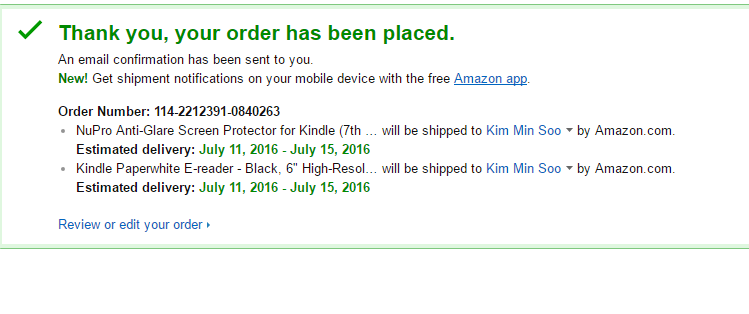 Thank you, your order has been placed.
An email confirmation has been sent to you.
New! Get shipment notifications on your mobile device with the free Amazon app.
Order Number: 114-2212391-0840263
NuPro Anti-Glare Screen Protector for Kindle (7th … will be shipped to Kim Min Soo by Amazon.com.
Estimated delivery: July 11, 2016 - July 15, 2016
Kindle Paperwhite E-reader - Black, 6" High-Resol… will be shipped to Kim Min Soo by Amazon.com.
Estimated delivery: July 11, 2016 - July 15, 2016
Review or edit your order